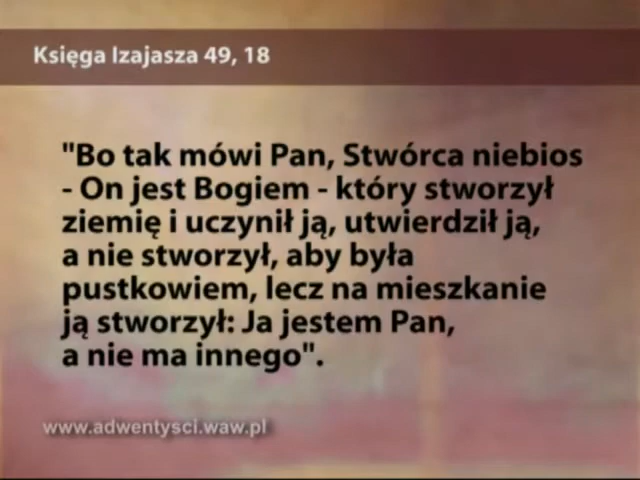 Księga Izajasza 49, 18
"Bo tak mówi Pan, Stwórca niebios
- On jest Bogiem - który stworzył
ziemię i uczynił ją, utwierdził ją,
a nie stworzył, aby była
pustkowiem, lecz na mieszkanie
ją stworzył: Ja jestem Pan,
a nie ma innego".
www.adwentysci.waw.pl